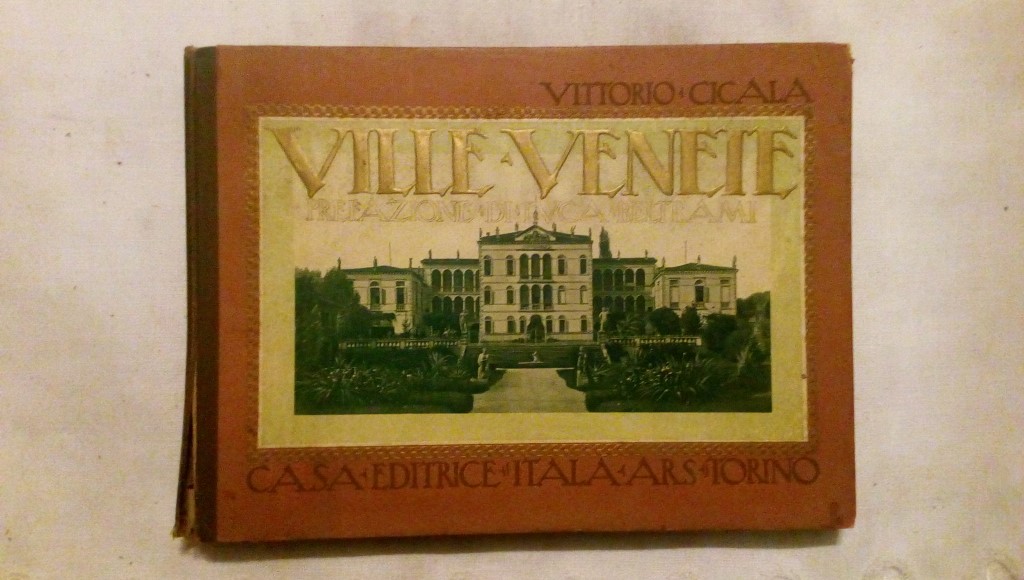 VITTORIO CICALA
VILLE VENETE
PREFAZIONE DI LUCA BELTRAMI
CASA EDITRICE ITALA ARS TORINO